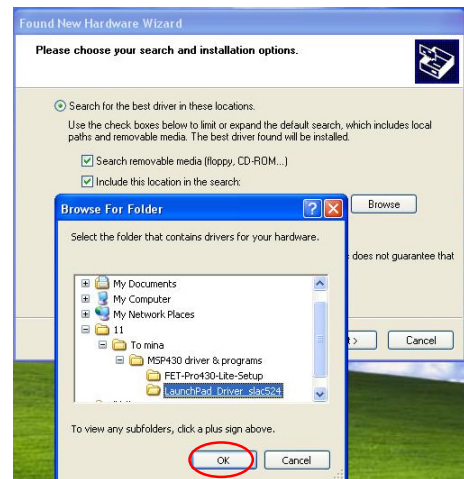 Found New Hardware Wizard
Please choose your search and installation options.
Search for the best driver in these locations.
Use the check boxes below to limit or expand the default search, which includes local
paths and removable media. The best driver found will be installed.
Search removable media (floppy, CD-ROM...)
Include this location in the search:
Browse
Browse For Folder
Select the folder that contains drivers for your hardware.
does not guarantee that
My Documents
My Computer
My Network Places
11
To mina
MSP430 driver & programs
FET-Pro430-Lite-Setup
LaunchPad_Driver_slac524
To view any subfolders, click a plus sign above.
OK
Cancel
>
Cancel